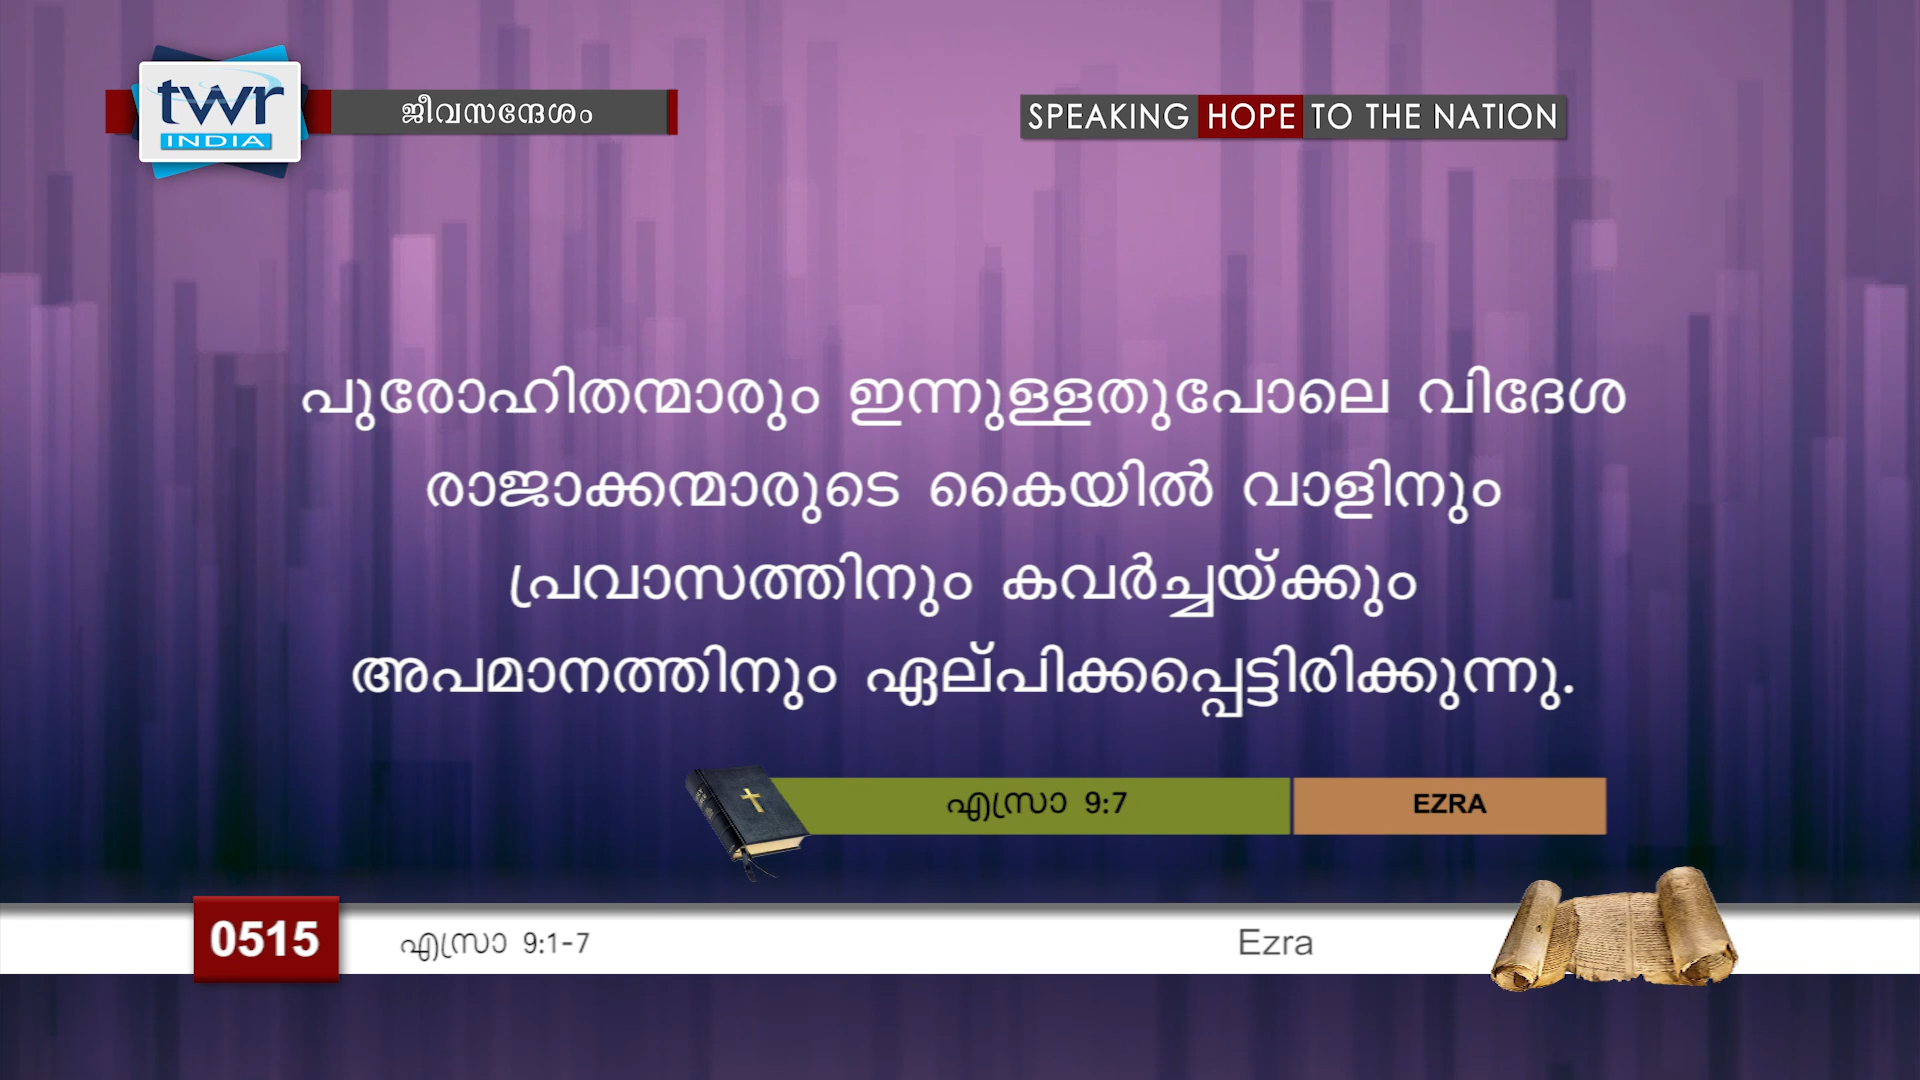 twr
INDIA
ജീവസന്ദേശം
SPEAKING HOPE TO THE NATION
പുരോഹിതന്മാരും ഇന്നുള്ളതുപോലെ വിദേശ
രാജാക്കന്മാരുടെ കൈയിൽ വാളിനും
പ്രവാസത്തിനും കവർച്ചയ്ക്കും
അപമാനത്തിനും ഏല്പിക്കപ്പെട്ടിരിക്കുന്നു.
എസ്രാ 9:7
EZRA
0515
എസ്രാ 9:1-7
Ezra